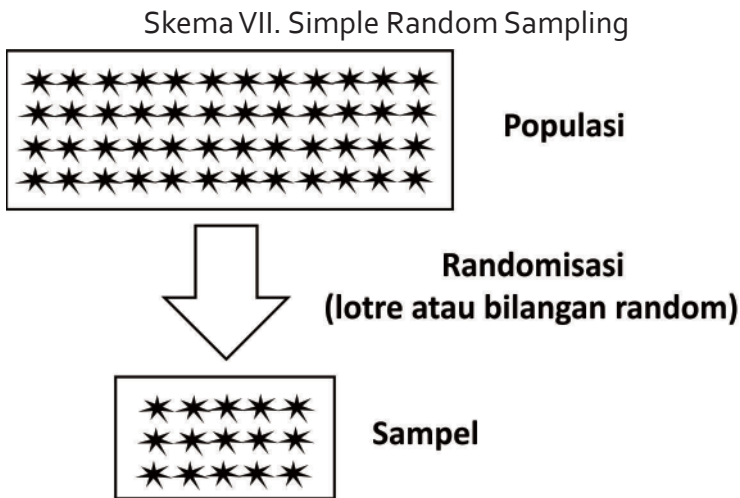 Skema VII. Simple Random Sampling
Populasi
Randomisasi
(lotre atau bilangan random)
Sampel